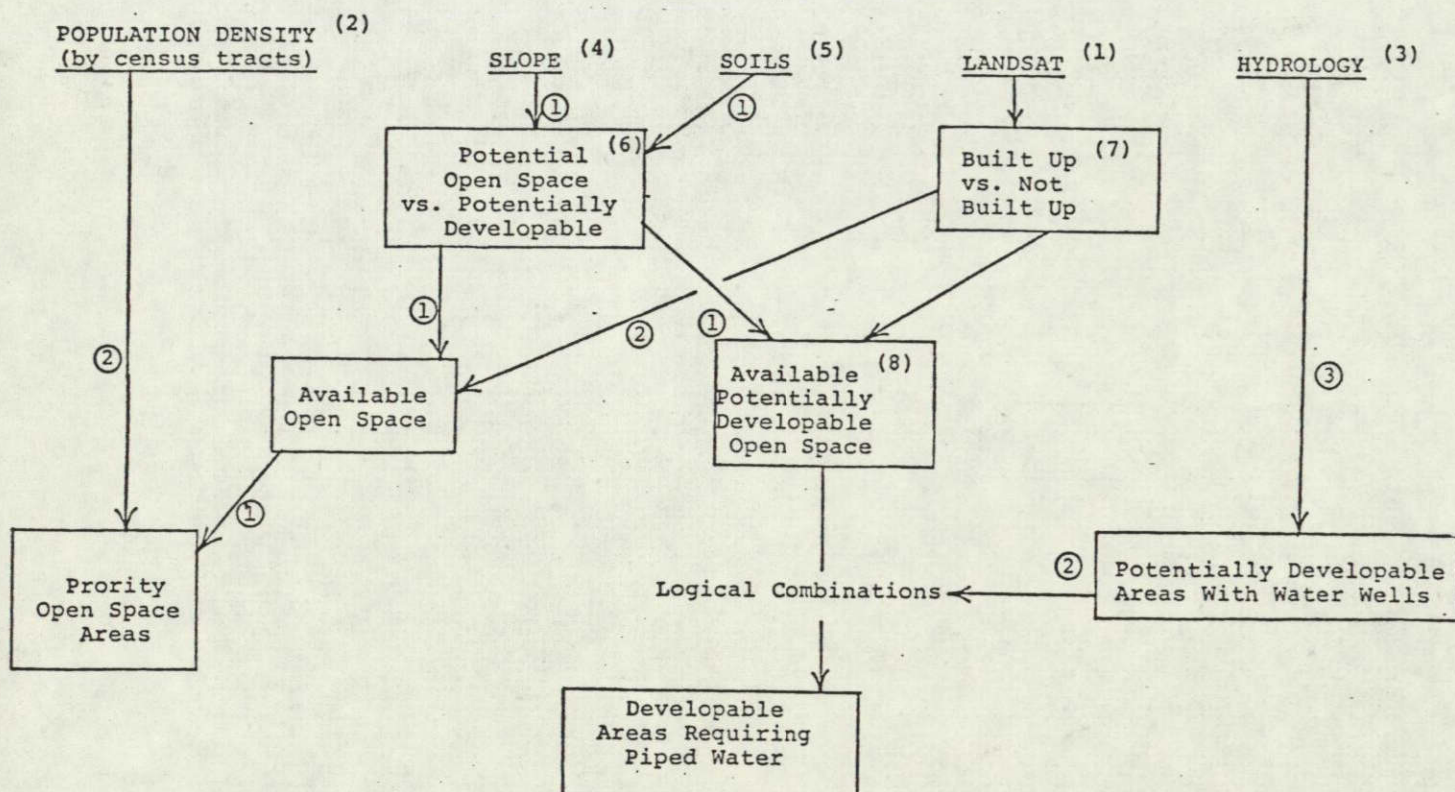 POPULATION DENSITY (2)
(by census tracts)
SLOPE (4)
SOILS (5)
LANDSAT (1)
HYDROLOGY (3)
①
①
Potential (6)
Open Space
vs. Potentially
Developable
Built Up (7)
vs. Not
Built Up
①
②
①
②
③
Available
Open Space
Available (8)
Potentially
Developable
Open Space
①
Prority
Open Space
Areas
Logical Combinations
②
Potentially Developable
Areas With Water Wells
Developable
Areas Requiring
Piped Water